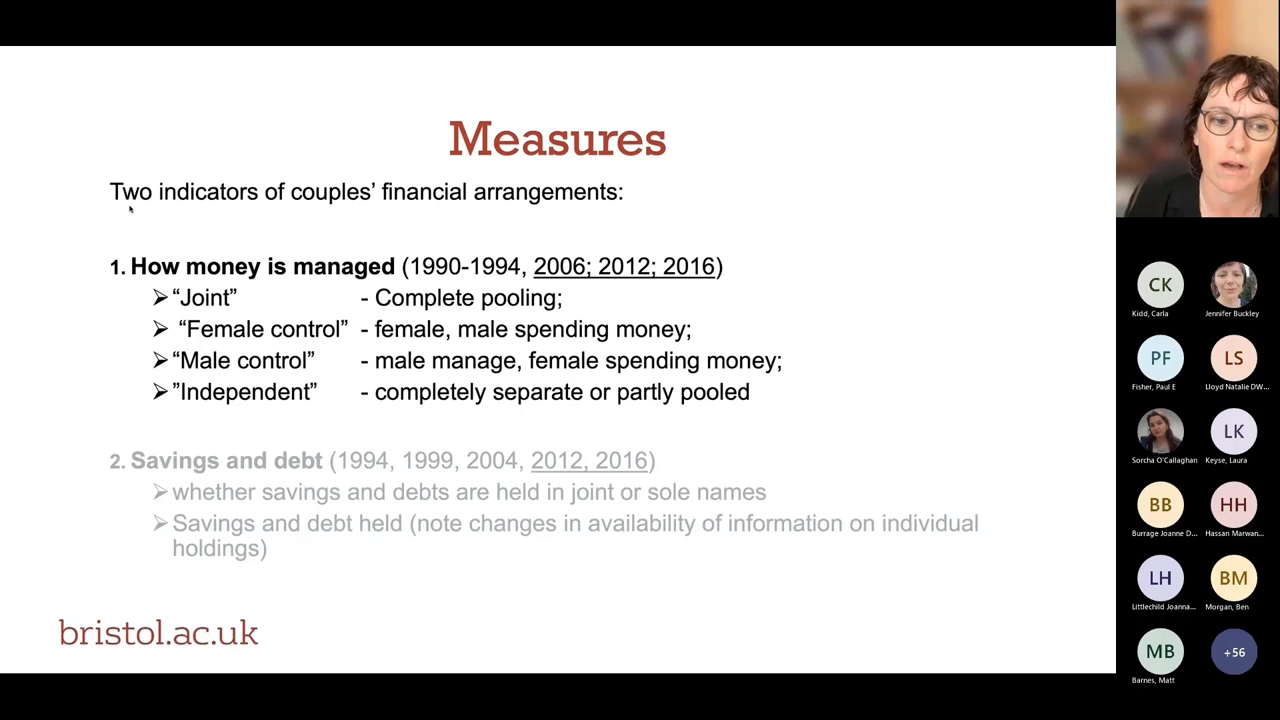 Measures
Two indicators of couples’ financial arrangements:
1. How money is managed (1990-1994, 2006; 2012; 2016)
➢“Joint” - Complete pooling;
➢ “Female control” - female, male spending money;
➢“Male control” - male manage, female spending money;
➢”Independent” - completely separate or partly pooled
2. Savings and debt (1994, 1999, 2004, 2012, 2016)
➢whether savings and debts are held in joint or sole names
➢Savings and debt held (note changes in availability of information on individual
holdings)
bristol.ac.uk
CK
Kidd, Carla
Jennifer Buckley
PF
Fisher, Paul E
LS
Lloyd Natalie DW...
Sorcha O'Callaghan
LK
Keyse, Laura
BB
Burrage Joanne D...
HH
Hassan Marwan...
LH
Littlechild Joanna...
BM
Morgan, Ben
MB
Barnes, Matt
+56